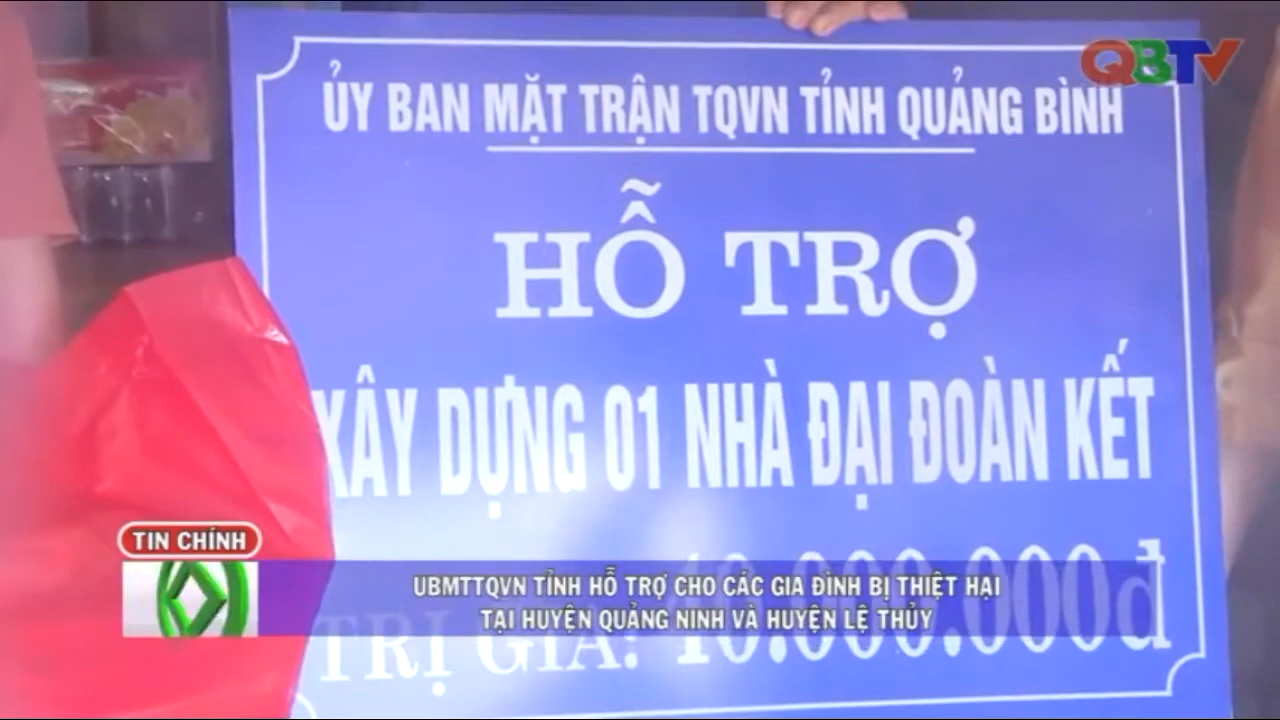 QBTV
ỦY BAN MẶT TRẬN TQVN TỈNH QUẢNG BÌNH
HỖ TRỢ
XÂY DỰNG 01 NHÀ ĐẠI ĐOÀN KẾT
TIN CHÍNH
UBMTTQVN TỈNH HỖ TRỢ CHO CÁC GIA ĐÌNH BỊ THIỆT HẠI
TẠI HUYỆN QUẢNG NINH VÀ HUYỆN LỆ THỦY
TRỊ GIÁ: